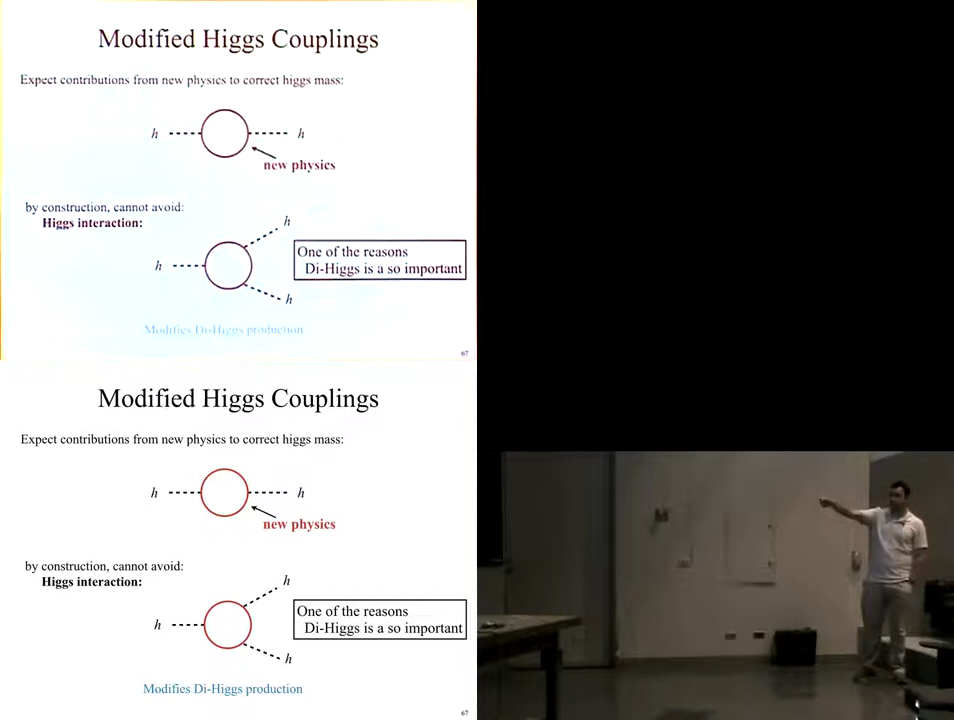 Modified Higgs Couplings
Expect contributions from new physics to correct higgs mass:
h
h
new physics
by construction, cannot avoid:
Higgs interaction:
h
h
One of the reasons
Di-Higgs is a so important
h
Modifies Di-Higgs production
67
Modified Higgs Couplings
Expect contributions from new physics to correct higgs mass:
h
h
new physics
by construction, cannot avoid:
Higgs interaction:
h
h
One of the reasons
Di-Higgs is a so important
h
Modifies Di-Higgs production
67